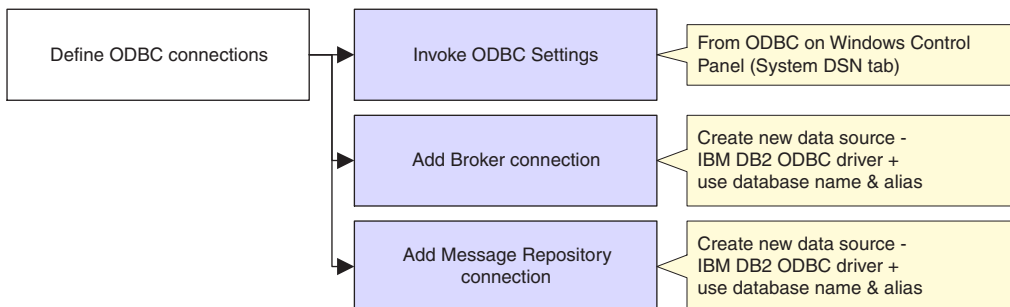 Define ODBC connections
Invoke ODBC Settings
From ODBC on Windows Control
Panel (System DSN tab)
Add Broker connection
Create new data source -
IBM DB2 ODBC driver +
use database name & alias
Add Message Repository
connection
Create new data source -
IBM DB2 ODBC driver +
use database name & alias